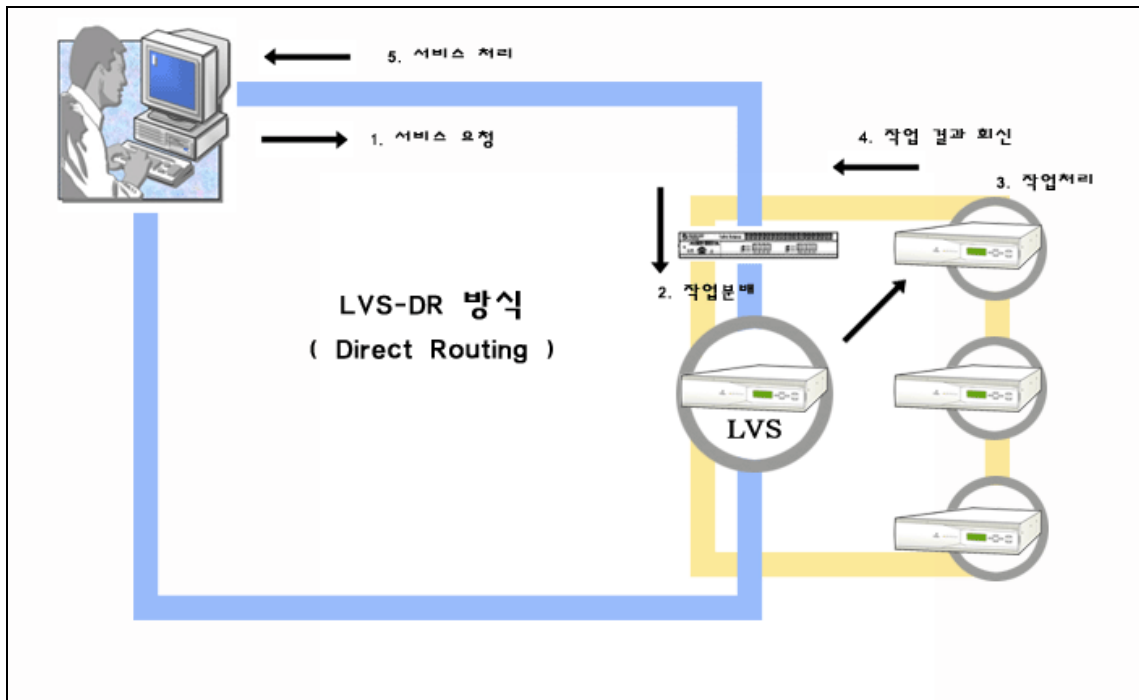 5. 서비스 처리
1. 서비스 요청
4. 작업 결과 회신
3. 작업처리
2. 작업분배
LVS-DR 방식
( Direct Routing )
LVS